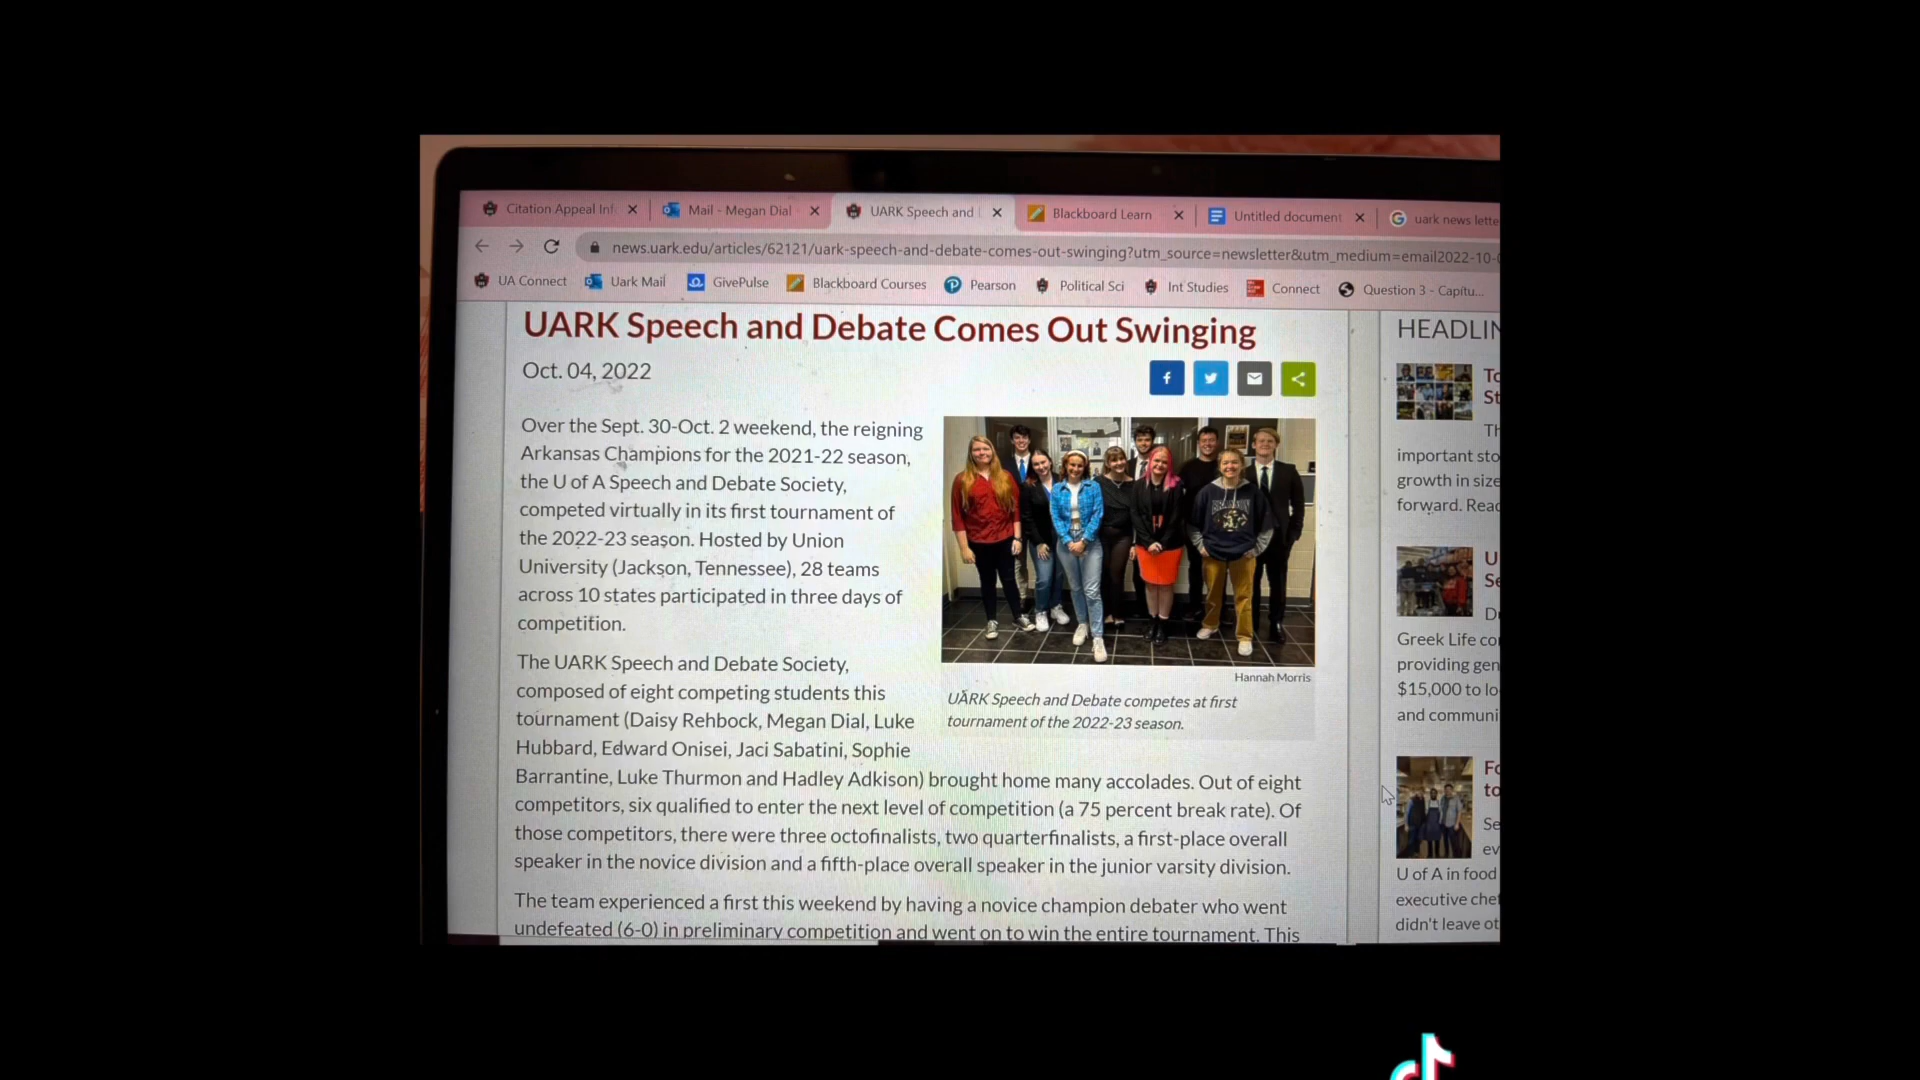 Citation Appeal Inf
Mail - Megan Dial
UARK Speech and
Blackboard Learn
Untitled document
uark news lette
news.uark.edu/articles/62121/uark-speech-and-debate-comes-out-swinging?utm_source=newsletter&utm_medium=email2022-10-
UA Connect
Uark Mail
GivePulse
Blackboard Courses
Pearson
Political Sci
Int Studies
Connect
Question 3 - Capítu...
UARK Speech and Debate Comes Out Swinging
Oct. 04, 2022
Over the Sept. 30-Oct. 2 weekend, the reigning
Arkansas Champions for the 2021-22 season,
the U of A Speech and Debate Society,
competed virtually in its first tournament of
the 2022-23 season. Hosted by Union
University (Jackson, Tennessee), 28 teams
across 10 states participated in three days of
competition.
Hannah Morris
UARK Speech and Debate competes at first
tournament of the 2022-23 season.
The UARK Speech and Debate Society,
composed of eight competing students this
tournament (Daisy Rehbock, Megan Dial, Luke
Hubbard, Edward Onisei, Jaci Sabatini, Sophie
Barrantine, Luke Thurmon and Hadley Adkison) brought home many accolades. Out of eight
competitors, six qualified to enter the next level of competition (a 75 percent break rate). Of
those competitors, there were three octofinalists, two quarterfinalists, a first-place overall
speaker in the novice division and a fifth-place overall speaker in the junior varsity division.
The team experienced a first this weekend by having a novice champion debater who went
undefeated (6-0) in preliminary competition and went on to win the entire tournament. This
HEADLIN
To
St
Th
important sto
growth in size
forward. Read
U
Se
Du
Greek Life co
providing gen
$15,000 to lo
and communi
Fo
to
Se
ev
U of A in food
executive chef
didn't leave ot